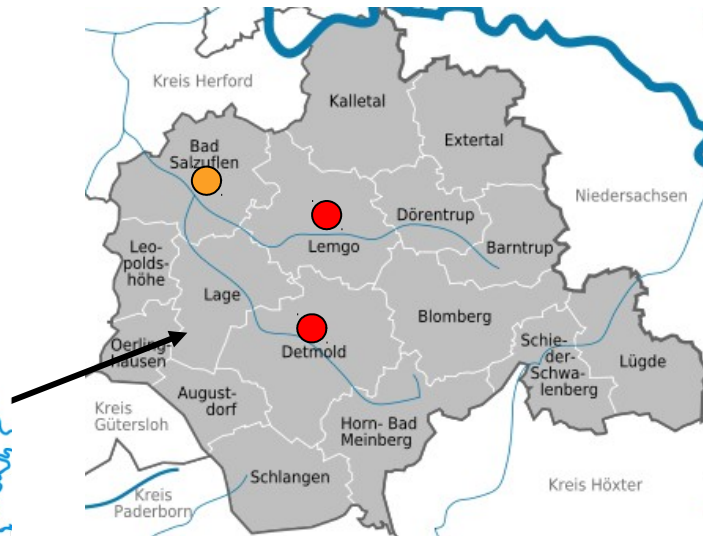 Kreis Herford
Kalletal
Extertal
Bad
Salzuflen
Niedersachsen
Dörentrup
Lemgo
Barntrup
Leo-
polds-
höhe
Lage
Blomberg
Oerling-
hausen
Detmold
Schie-
der-
Schwa-
lenberg
Lügde
August-
dorf
Kreis
Gütersloh
Horn- Bad
Meinberg
Schlangen
Kreis
Paderborn
Kreis Höxter